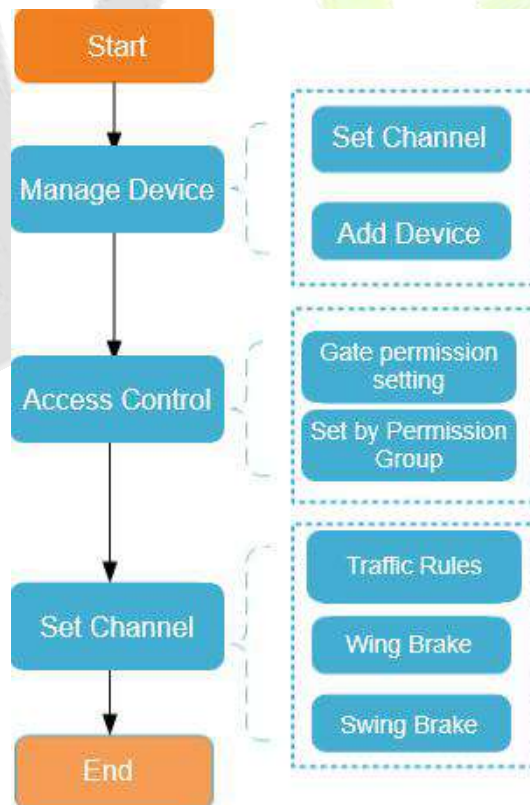 Start
Manage Device
Set Channel
Add Device
Access Control
Gate permission
setting
Set by Permission
Group
Set Channel
Traffic Rules
Wing Brake
Swing Brake
End